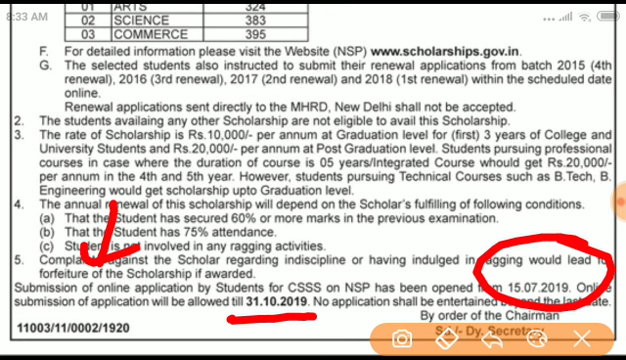 8:33 AM
01 ARTS 324
02 SCIENCE 383
03 COMMERCE 395
F. For detailed information please visit the Website (NSP) www.scholarships.gov.in.
G. The selected students also instructed to submit their renewal applications from batch 2015 (4th
renewal), 2016 (3rd renewal), 2017 (2nd renewal) and 2018 (1st renewal) within the scheduled date
online.
Renewal applications sent directly to the MHRD, New Delhi shall not be accepted.
2. The students availaing any other Scholarship are not eligible to avail this Scholarship.
3. The rate of Scholarship is Rs.10,000/- per annum at Graduation level for (first) 3 years of College and
University Students and Rs.20,000/- per annum at Post Graduation level. Students pursuing professional
courses in case where the duration of course is 05 years/Integrated Course whould get Rs.20,000/-
per annum in the 4th and 5th year. However, students pursuing Technical Courses such as B.Tech, B.
Engineering would get scholarship upto Graduation level.
4. The annual renewal of this scholarship will depend on the Scholar's fulfilling of following conditions.
(a) That the Student has secured 60% or more marks in the previous examination.
(b) That the Student has 75% attendance.
(c) Student is not involved in any ragging activities.
5. Complaint against the Scholar regarding indiscipline or having indulged in ragging would lead to
forfeiture of the Scholarship if awarded.
Submission of online application by Students for CSSS on NSP has been opened from 15.07.2019. Online
submission of application will be allowed till 31.10.2019. No application shall be entertained beyond the last date.
By order of the Chairman
11003/11/0002/1920 Sd/- Dy. Secretary